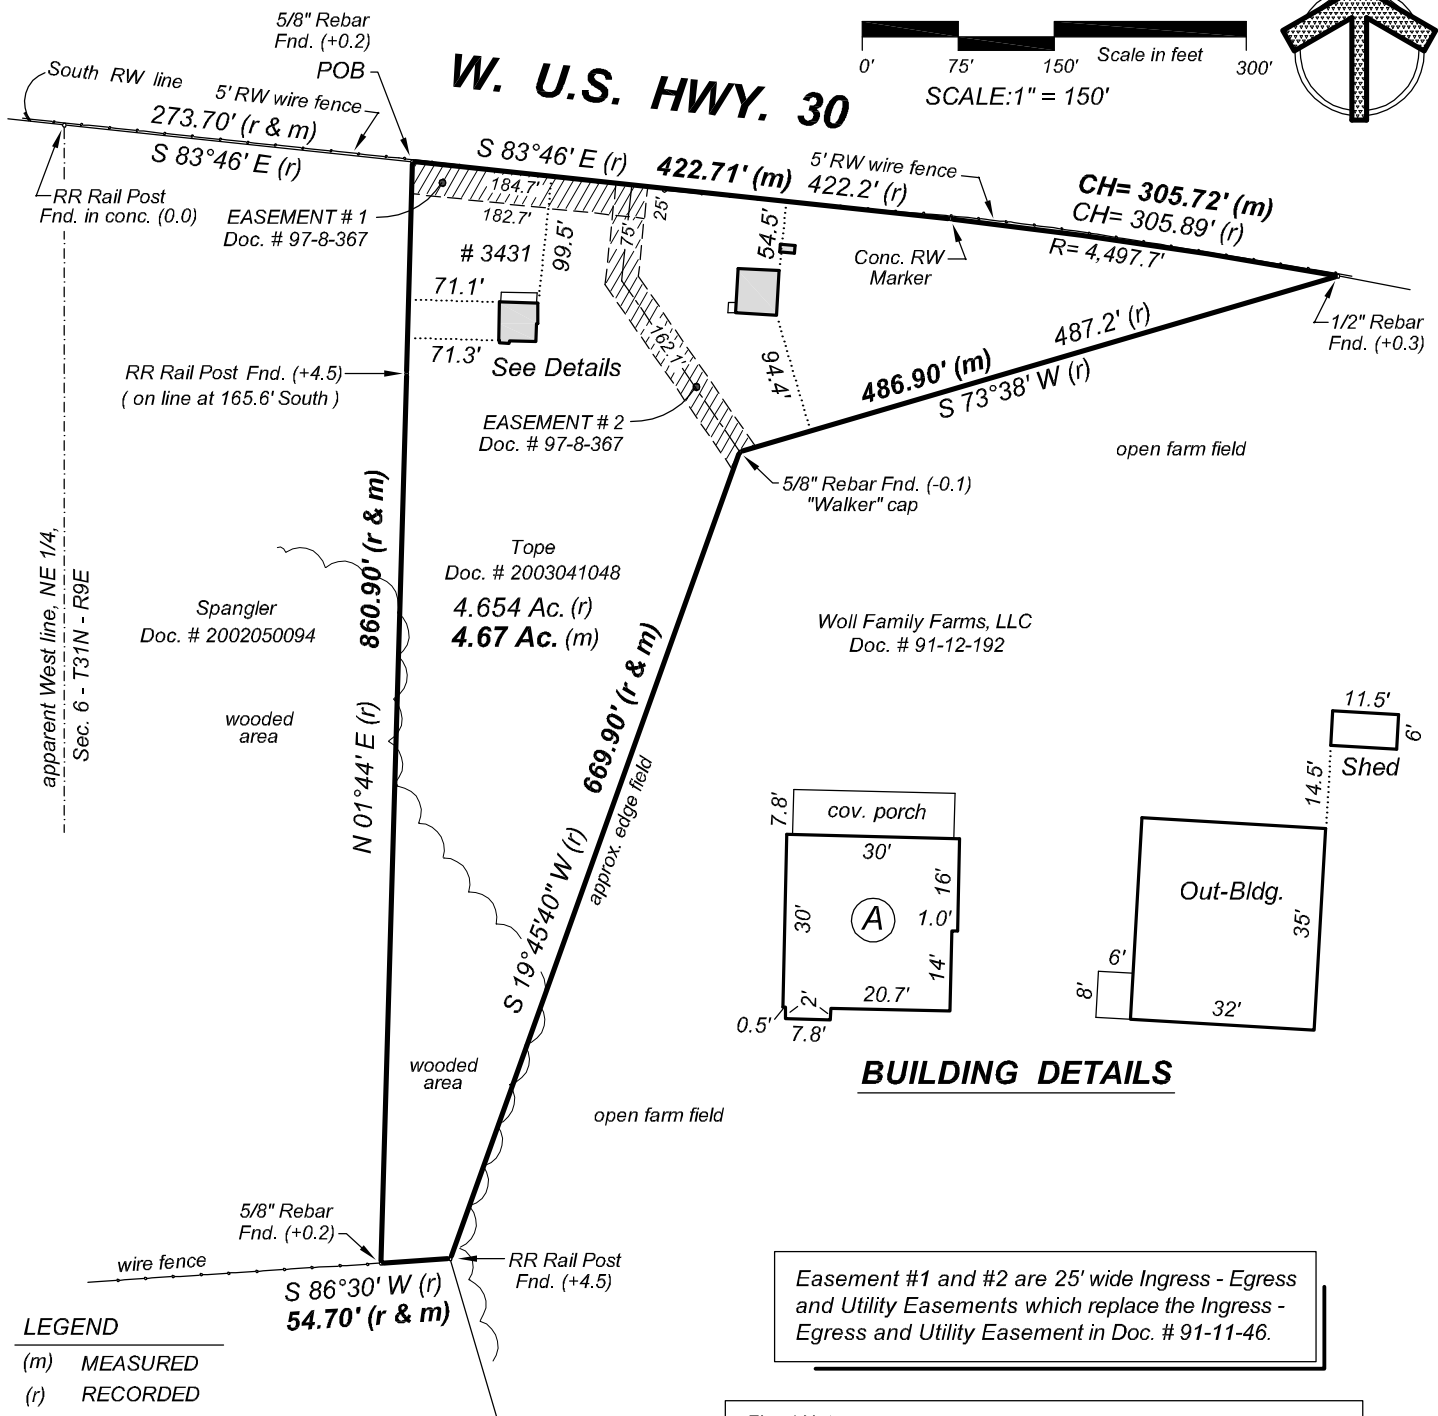 5/8" Rebar
Fnd. (+0.2)
POB
South RW line
5' RW wire fence
273.70' (r & m)
S 83°46' E (r)
RR Rail Post
Fnd. in conc. (0.0)
W. U.S. HWY. 30
0' 75' 150' 300'
Scale in feet
SCALE:1" = 150'
S 83°46' E (r)
422.71' (m)
422.2' (r)
5' RW wire fence
CH= 305.72' (m)
CH= 305.89' (r)
R= 4,497.7'
Conc. RW
Marker
1/2" Rebar
Fnd. (+0.3)
EASEMENT # 1
Doc. # 97-8-367
184.7'
182.7'
25'
75'
# 3431
99.5'
54.5'
71.1'
71.3'
See Details
162.1'
94.4'
487.2' (r)
486.90' (m)
S 73°38' W (r)
RR Rail Post Fnd. (+4.5)
( on line at 165.6' South )
EASEMENT # 2
Doc. # 97-8-367
open farm field
5/8" Rebar Fnd. (-0.1)
"Walker" cap
860.90' (r & m)
N 01°44' E (r)
apparent West line, NE 1/4,
Sec. 6 - T31N - R9E
Tope
Doc. # 2003041048
4.654 Ac. (r)
4.67 Ac. (m)
Spangler
Doc. # 2002050094
wooded
area
Woll Family Farms, LLC
Doc. # 91-12-192
669.90' (r & m)
S 19°45'40" W (r)
approx. edge field
11.5'
6'
Shed
14.5'
7.8'
cov. porch
30'
16'
30'
A
1.0'
14'
2'
20.7'
0.5'
7.8'
Out-Bldg.
35'
6'
8'
32'
BUILDING DETAILS
wooded
area
open farm field
5/8" Rebar
Fnd. (+0.2)
wire fence
RR Rail Post
Fnd. (+4.5)
S 86°30' W (r)
54.70' (r & m)
Easement #1 and #2 are 25' wide Ingress - Egress
and Utility Easements which replace the Ingress -
Egress and Utility Easement in Doc. # 91-11-46.
LEGEND
(m) MEASURED
(r) RECORDED